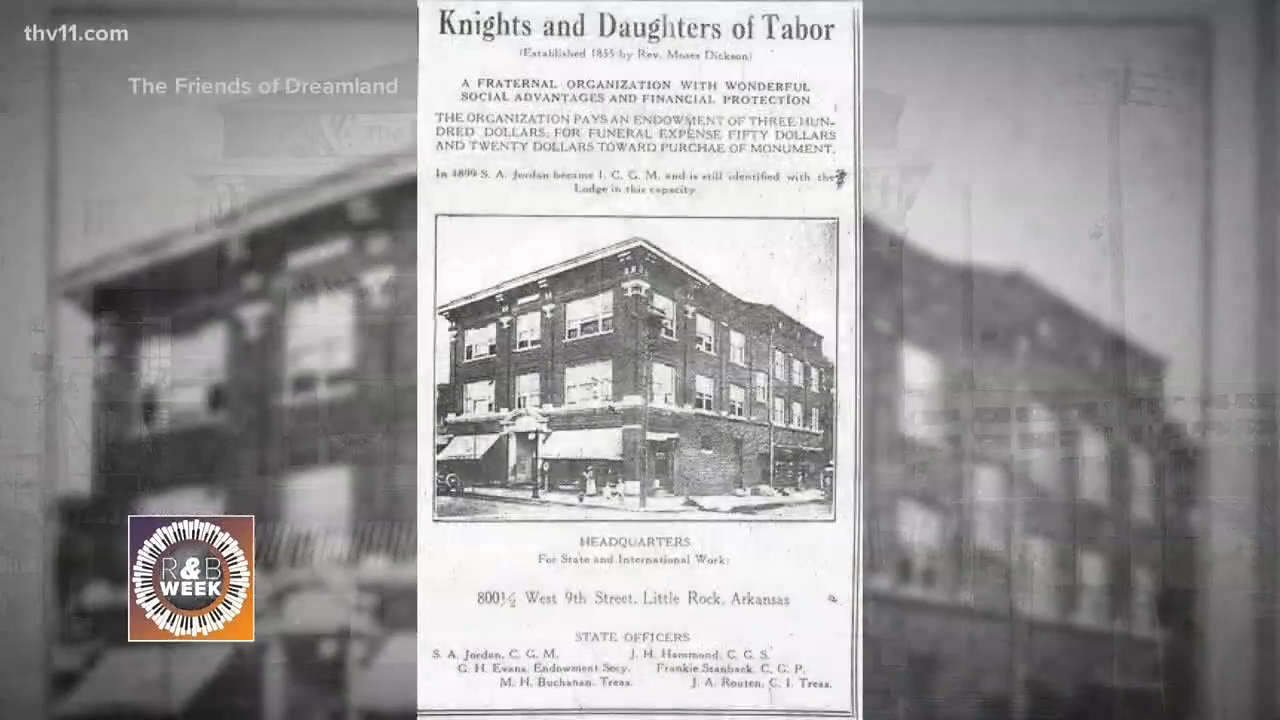 thv11.com
The Friends of Dreamland
Knights and Daughters of Tabor
(Established 1855 by Rev. Moses Dickson)
A FRATERNAL ORGANIZATION WITH WONDERFUL
SOCIAL ADVANTAGES AND FINANCIAL PROTECTION
THE ORGANIZATION PAYS AN ENDOWMENT OF THREE HUN-
DRED DOLLARS, FOR FUNERAL EXPENSE FIFTY DOLLARS
AND TWENTY DOLLARS TOWARD PURCHAE OF MONUMENT.
In 1899 S. A. Jordan became I. C. G. M. and is still identified with the
Lodge in this capacity.
HEADQUARTERS
For State and International Work:
800½ West 9th Street, Little Rock, Arkansas
STATE OFFICERS
S. A. Jordan, C. G. M. J. H. Hammond, C. G. S.
G. H. Evans, Endowment Secy. Frankie Stanback, C. G. P.
M. H. Buchanan, Treas. J. A. Routen, C. I. Treas.
R&B
WEEK